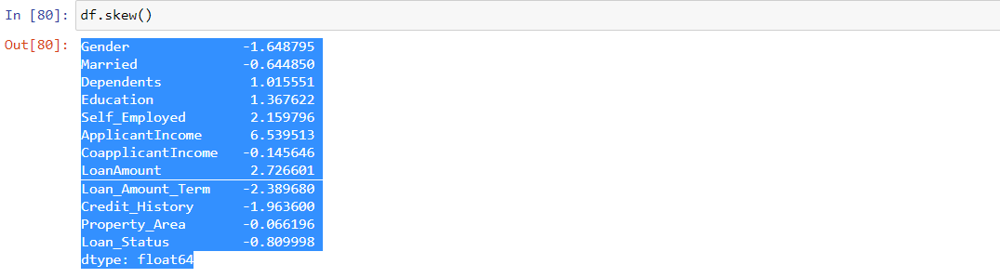 In [80]: df.skew()
Out[80]: Gender -1.648795
Married -0.644850
Dependents 1.015551
Education 1.367622
Self_Employed 2.159796
ApplicantIncome 6.539513
CoapplicantIncome -0.145646
LoanAmount 2.726601
Loan_Amount_Term -2.389680
Credit_History -1.963600
Property_Area -0.066196
Loan_Status -0.809998
dtype: float64